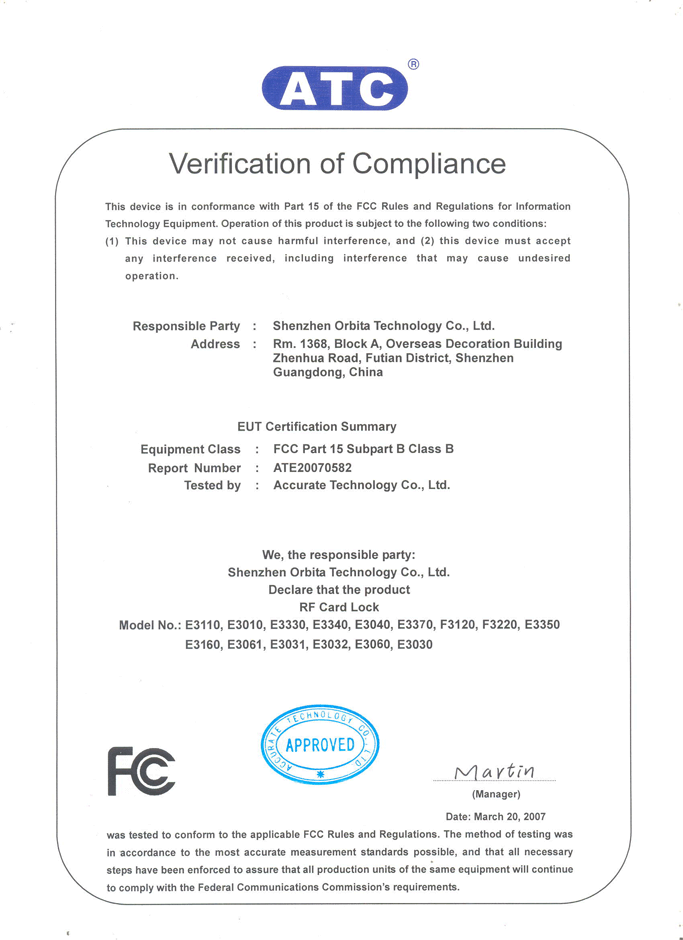 ATC®
Verification of Compliance
This device is in conformance with Part 15 of the FCC Rules and Regulations for Information
Technology Equipment. Operation of this product is subject to the following two conditions:
(1) This device may not cause harmful interference, and (2) this device must accept
any interference received, including interference that may cause undesired
operation.
Responsible Party : Shenzhen Orbita Technology Co., Ltd.
Address : Rm. 1368, Block A, Overseas Decoration Building
Zhenhua Road, Futian District, Shenzhen
Guangdong, China
EUT Certification Summary
Equipment Class : FCC Part 15 Subpart B Class B
Report Number : ATE20070582
Tested by : Accurate Technology Co., Ltd.
We, the responsible party:
Shenzhen Orbita Technology Co., Ltd.
Declare that the product
RF Card Lock
Model No.: E3110, E3010, E3330, E3340, E3040, E3370, F3120, F3220, E3350
E3160, E3061, E3031, E3032, E3060, E3030
ACCURATE TECHNOLOGY CO., LTD.
APPROVED
FC
Martin
(Manager)
Date: March 20, 2007
was tested to conform to the applicable FCC Rules and Regulations. The method of testing was
in accordance to the most accurate measurement standards possible, and that all necessary
steps have been enforced to assure that all production units of the same equipment will continue
to comply with the Federal Communications Commission's requirements.